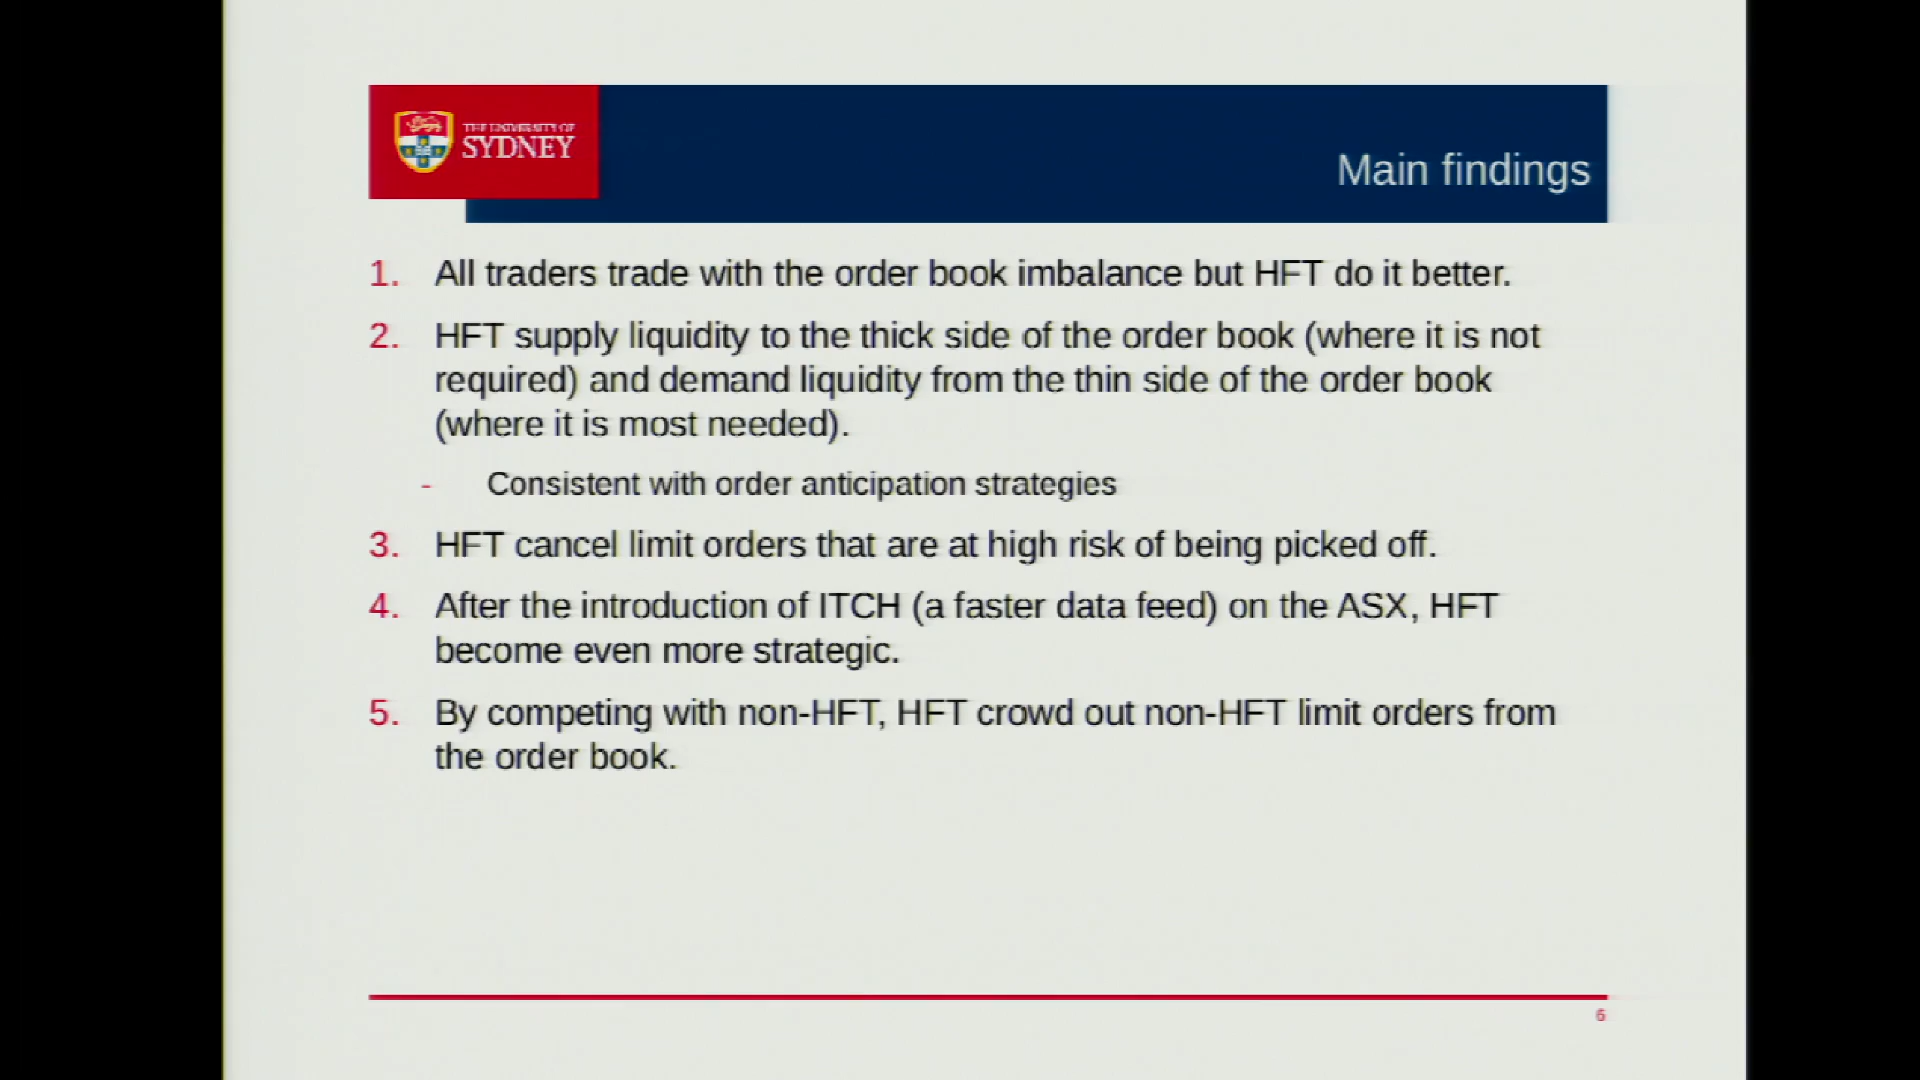 THE UNIVERSITY OF
SYDNEY
Main findings
1. All traders trade with the order book imbalance but HFT do it better.
2. HFT supply liquidity to the thick side of the order book (where it is not
required) and demand liquidity from the thin side of the order book
(where it is most needed).
- Consistent with order anticipation strategies
3. HFT cancel limit orders that are at high risk of being picked off.
4. After the introduction of ITCH (a faster data feed) on the ASX, HFT
become even more strategic.
5. By competing with non-HFT, HFT crowd out non-HFT limit orders from
the order book.
6